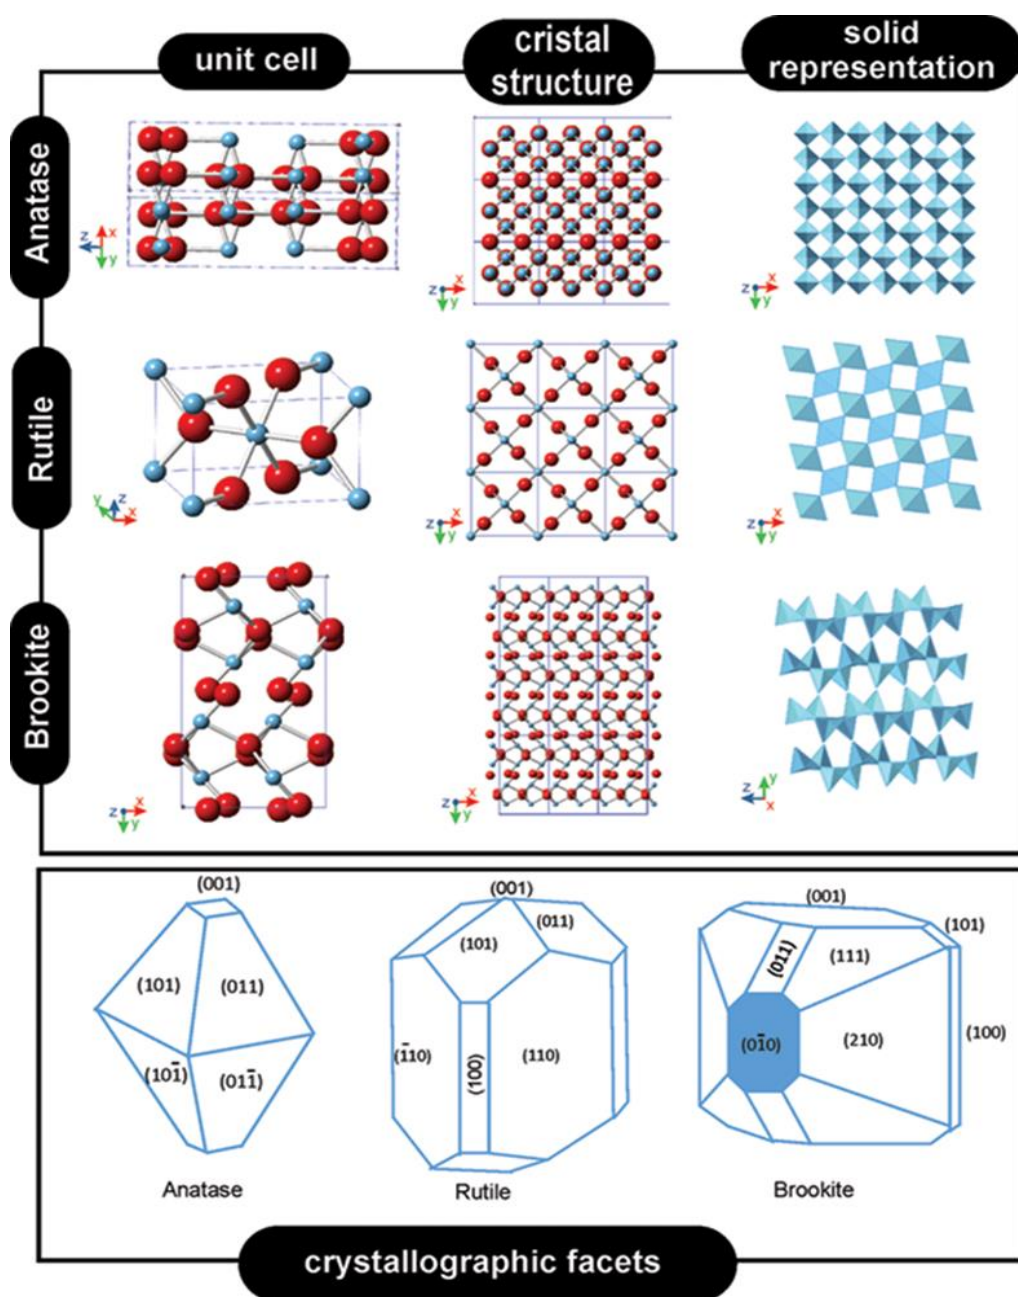 unit cell
cristal
structure
solid
representation
Anatase
z x
y
z x
y
z x
y
Rutile
y z
x
z x
y
z x
y
Brookite
z x
y
z x
y
y
z x
(001)
(101)
(011)
(101̄)
(011̄)
Anatase
(001)
(011)
(101)
(1̄10)
(100)
(110)
Rutile
(001)
(101)
(011)
(111)
(01̄0)
(210)
(100)
Brookite
crystallographic facets